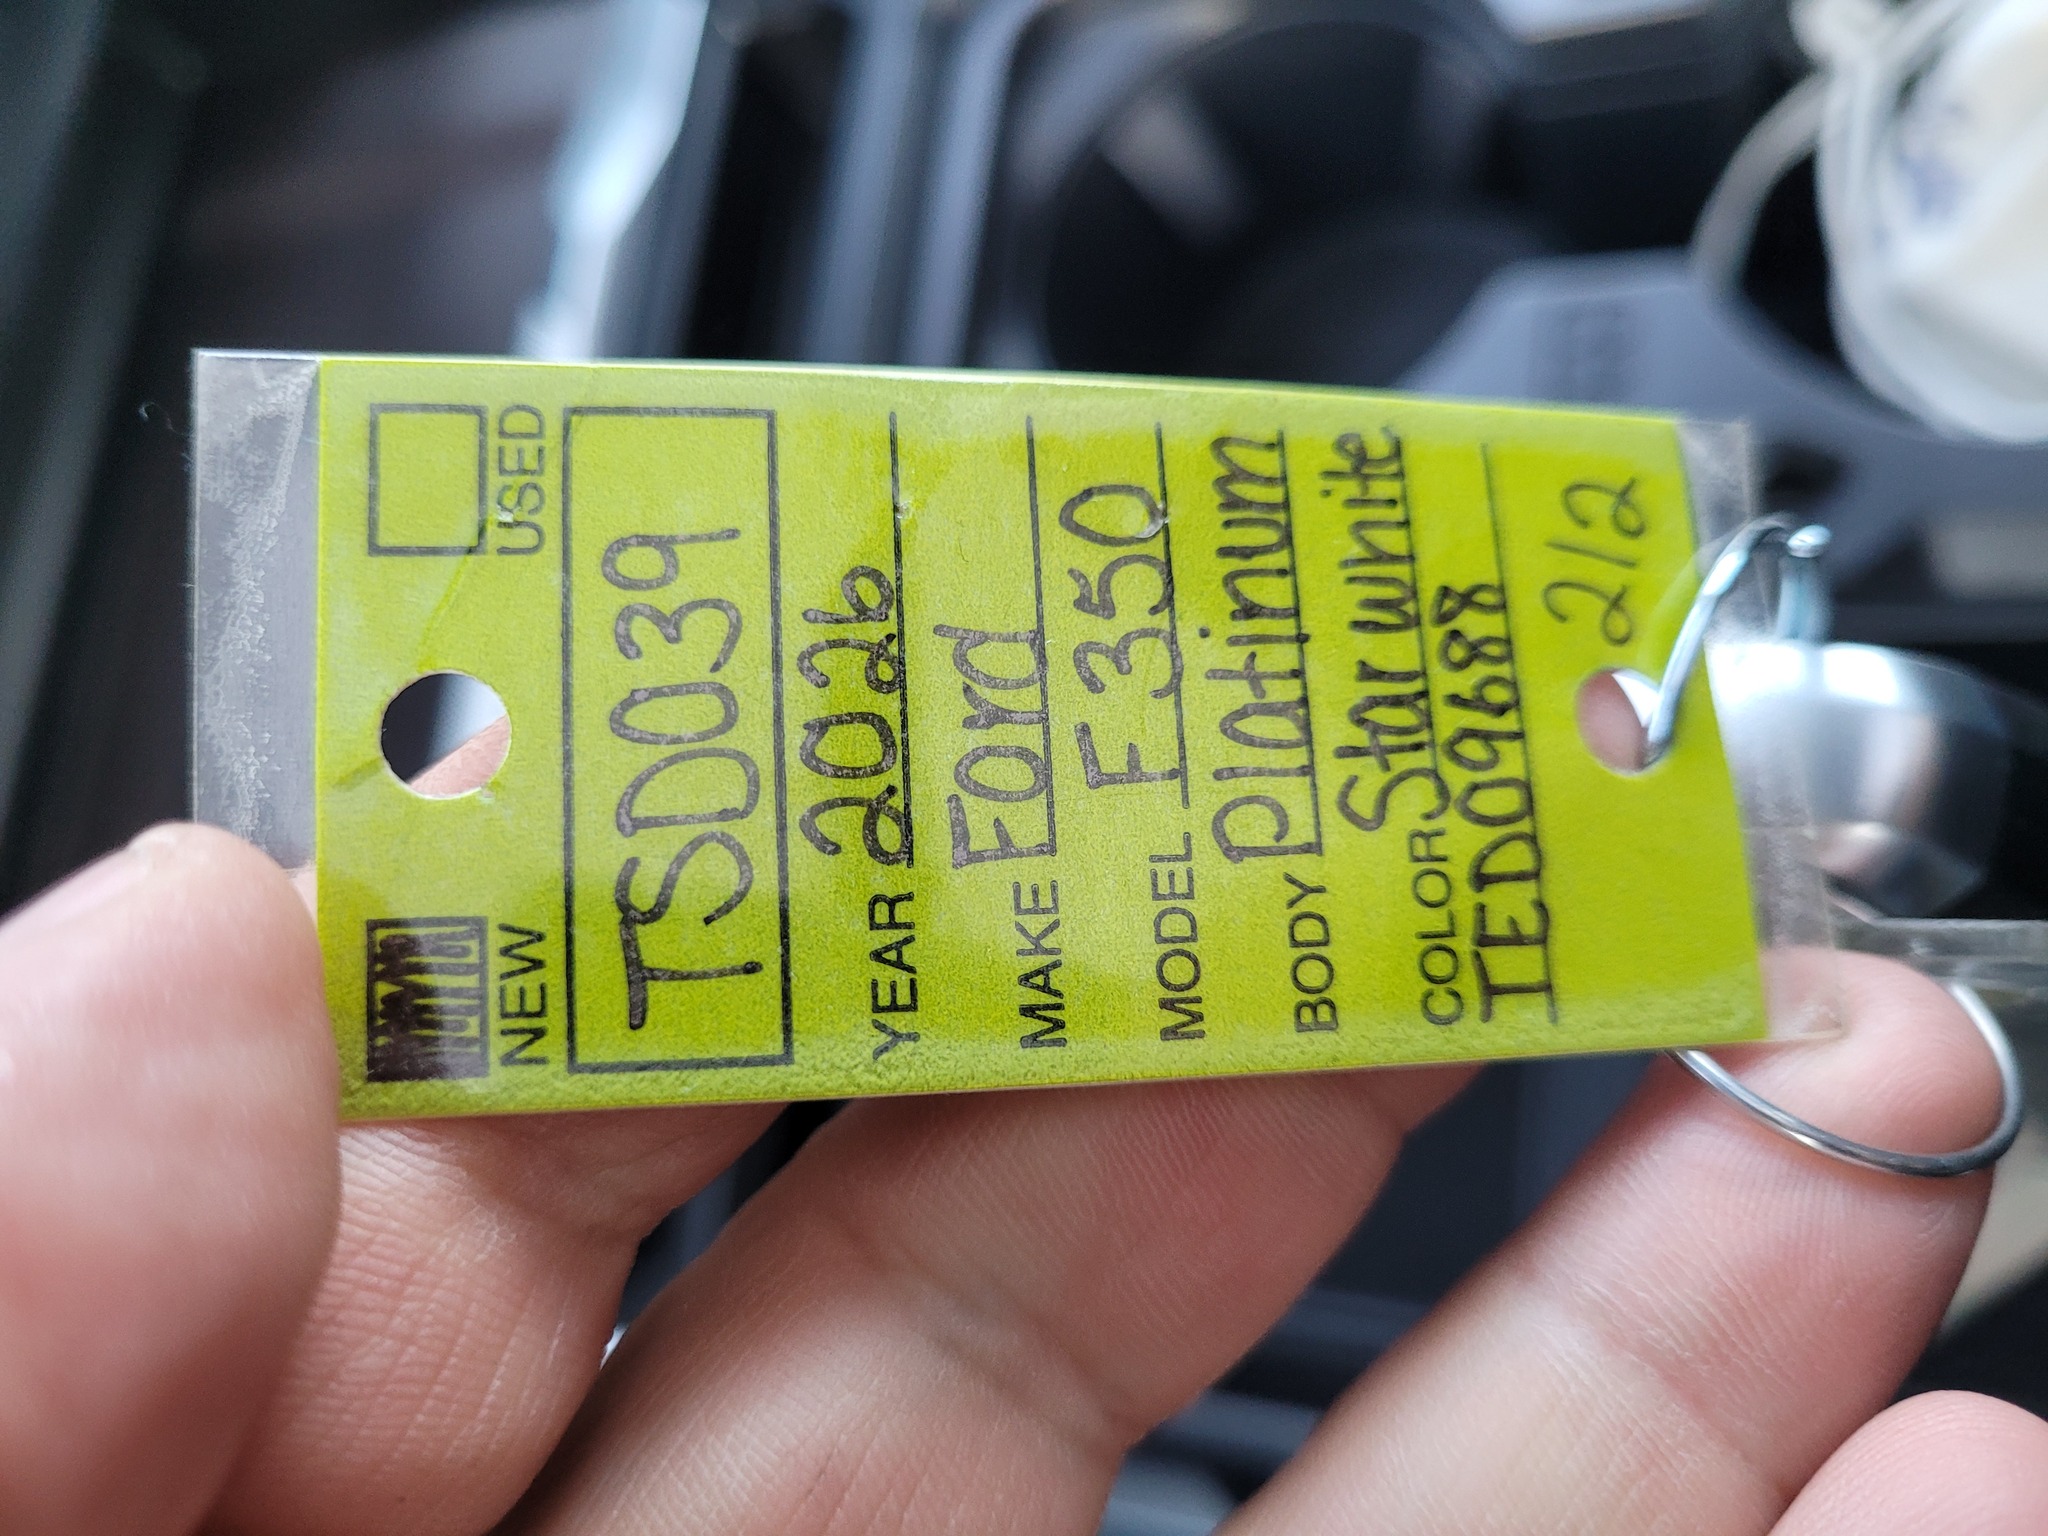 NEW USED
TSD039
YEAR 2026
MAKE Ford
MODEL F350
BODY Platinum
COLOR Star white
TED09688
2/2